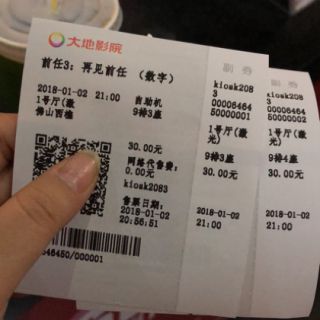 大地影院
前任3：再见前任 （数字）
2018-01-02 21:00 自助机
1号厅(激 9排3座
佛山西樵
30.00元
网络代售费:
0.00元
kiosk2083
售票日期:
2018-01-02
20:56:51
046450/000001
副券
kiosk208
3
00006464
50000001
1号厅(激
光)
9排3座
30.00元
2018-01-02
21:00
副券
kiosk208
3
00006464
50000002
1号厅(激
光)
9排4座
30.00元
2018-01-02
21:00